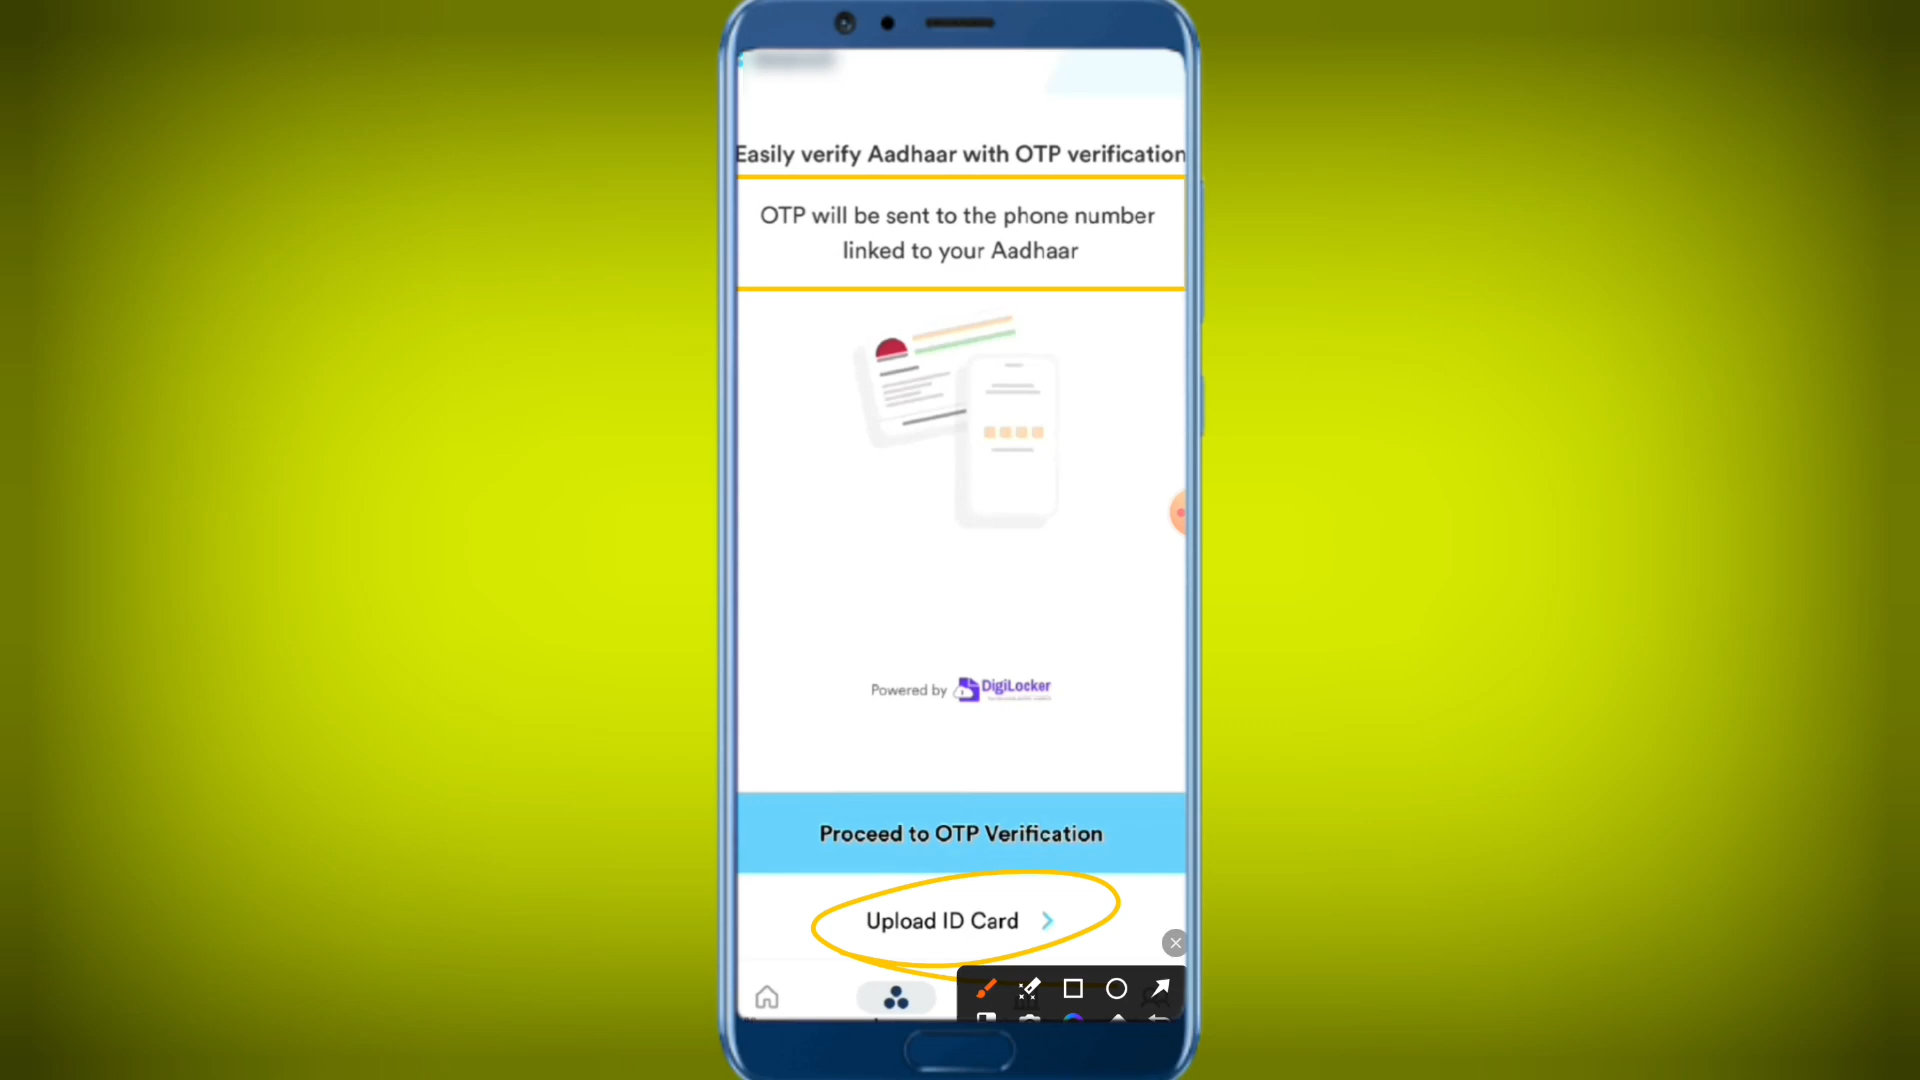 Easily verify Aadhaar with OTP verification
OTP will be sent to the phone number
linked to your Aadhaar
Powered by DigiLocker
Proceed to OTP Verification
Upload ID Card